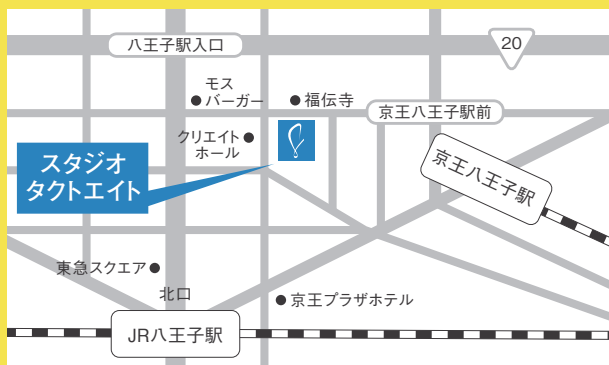 八王子駅入口
20
モス
バーガー
福伝寺
京王八王子駅前
クリエイト
ホール
スタジオ
タクトエイト
京王八王子駅
東急スクエア
北口
京王プラザホテル
JR八王子駅